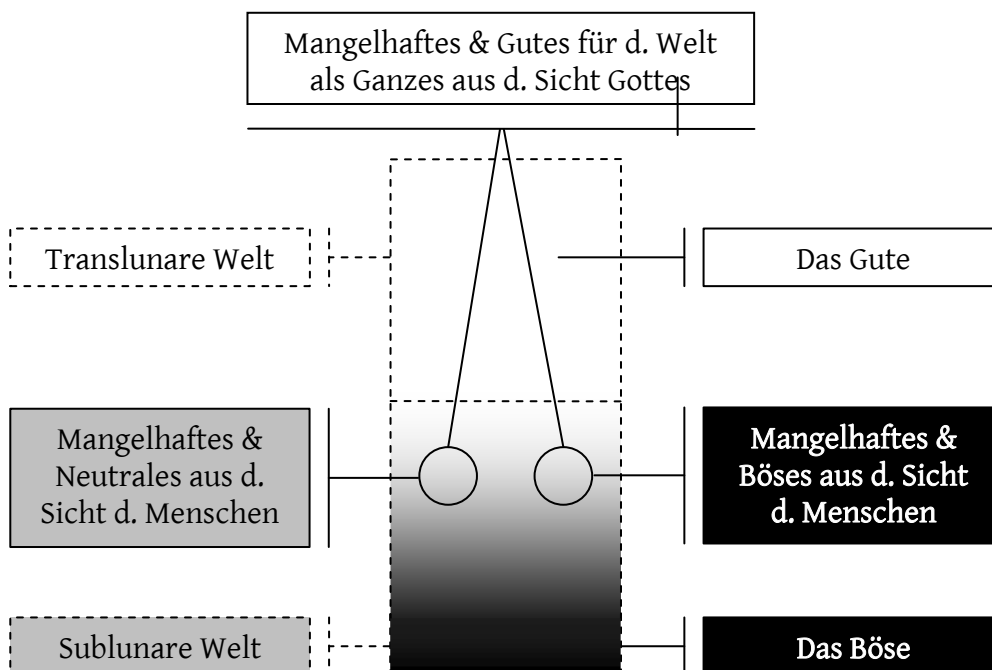 Mangelhaftes & Gutes für d. Welt
als Ganzes aus d. Sicht Gottes
Translunare Welt
Das Gute
Mangelhaftes &
Neutrales aus d.
Sicht d. Menschen
Mangelhaftes &
Böses aus d. Sicht
d. Menschen
Sublunare Welt
Das Böse